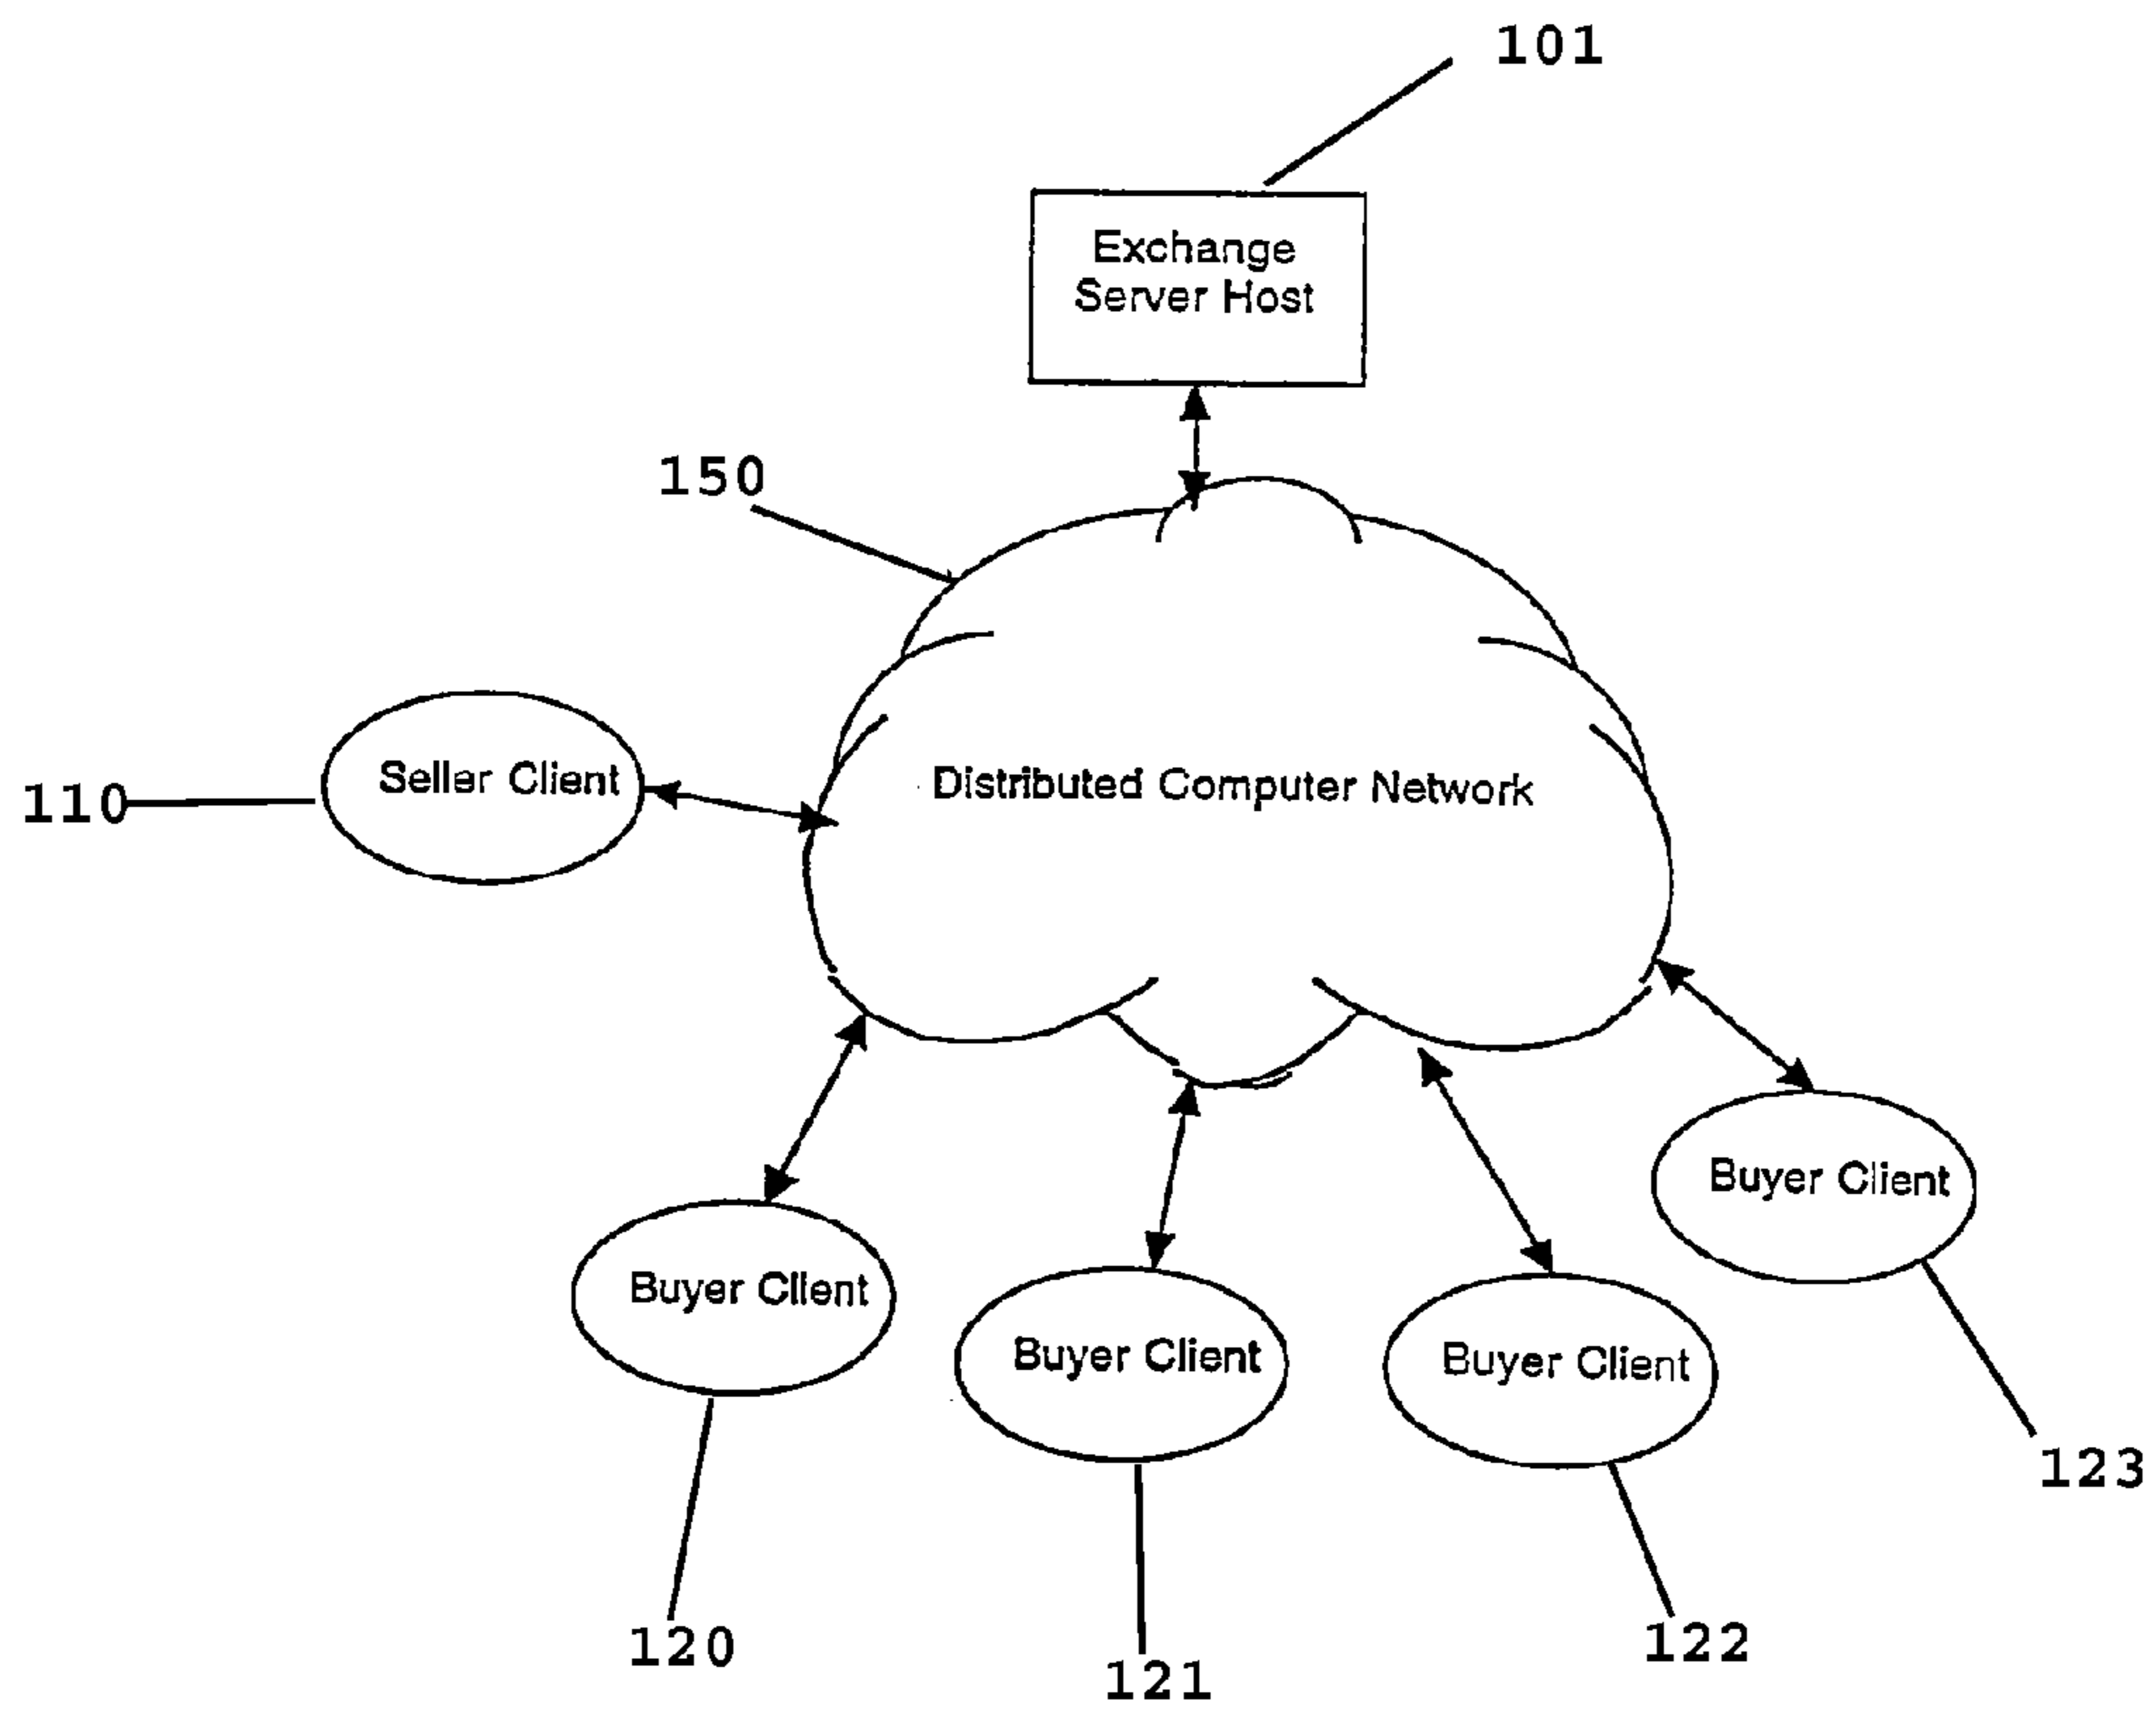 101
Exchange
Server Host
150
Seller Client
110
Distributed Computer Network
Buyer Client
Buyer Client
Buyer Client
Buyer Client
123
120
121
122